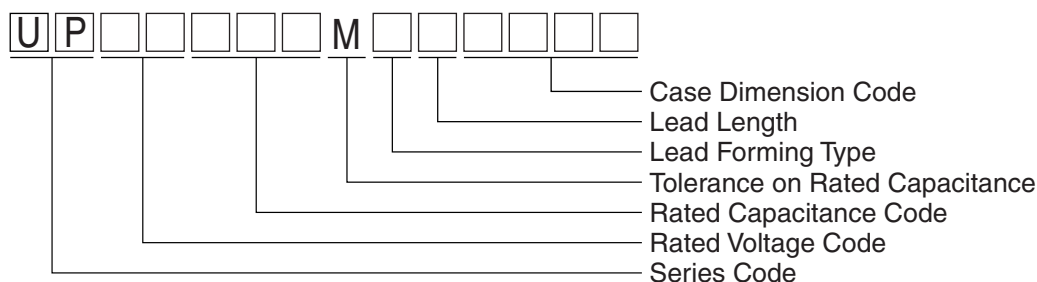 UP□□□□□M□□□□□□
Case Dimension Code
Lead Length
Lead Forming Type
Tolerance on Rated Capacitance
Rated Capacitance Code
Rated Voltage Code
Series Code